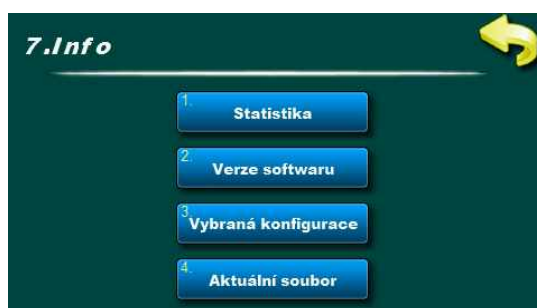 7.Info
1.
Statistika
2.
Verze softwaru
3.
Vybraná konfigurace
4.
Aktuální soubor